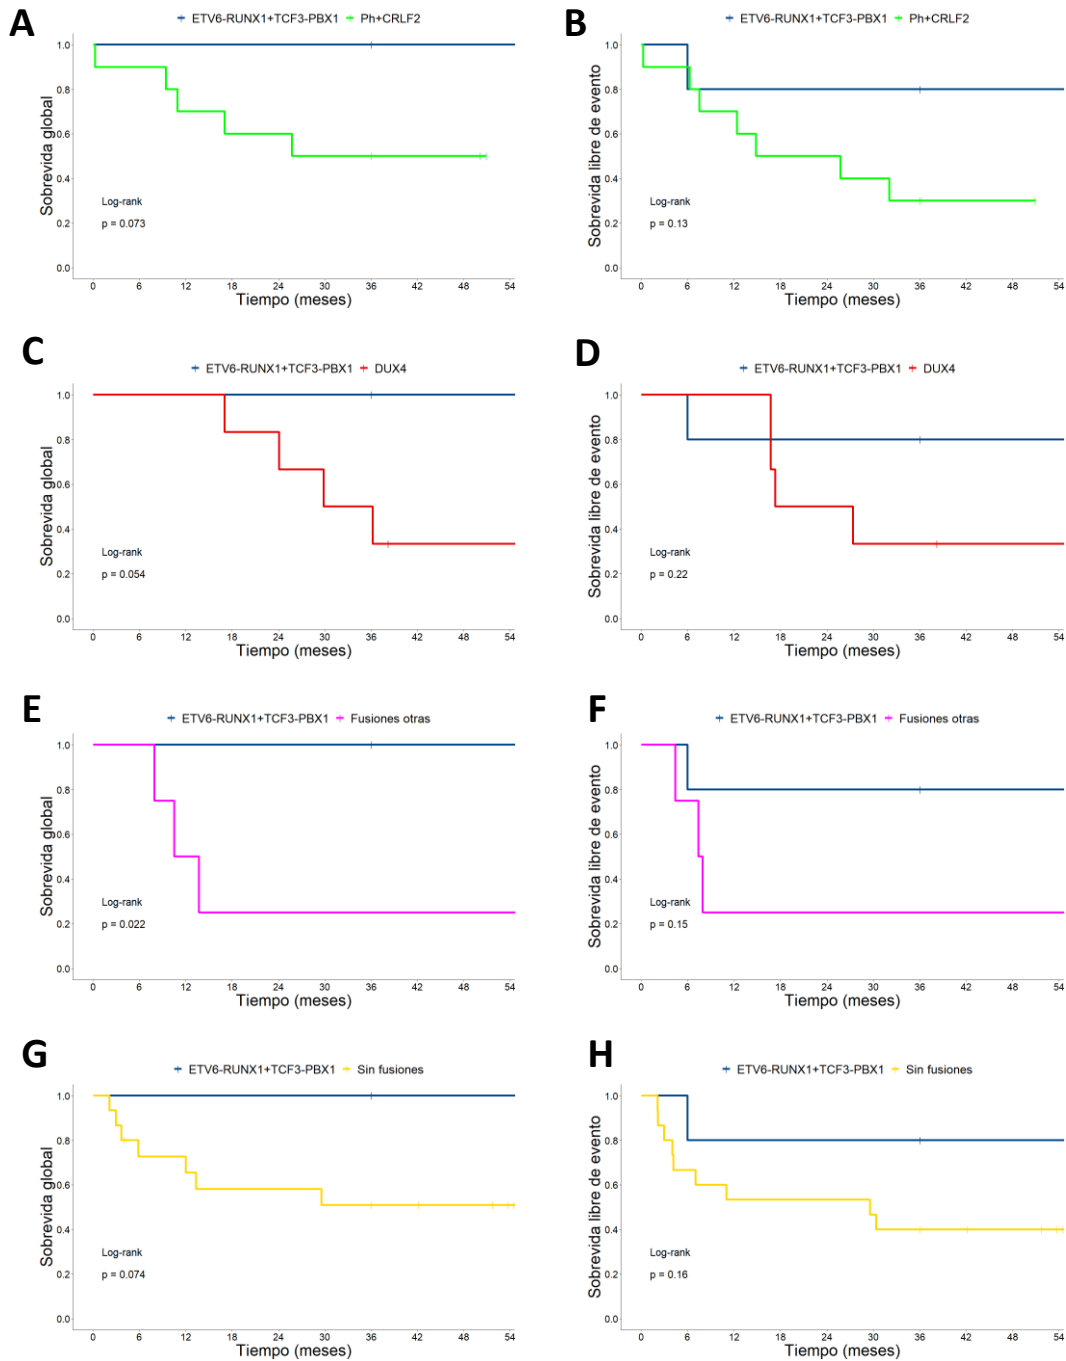 A
ETV6-RUNX1+TCF3-PBX1 Ph+CRLF2
Sobrevida global
1.0
0.8
0.6
0.4
0.2
0.0
Log-rank
p = 0.073
0 6 12 18 24 30 36 42 48 54
Tiempo (meses)
B
ETV6-RUNX1+TCF3-PBX1 Ph+CRLF2
Sobrevida libre de evento
1.0
0.8
0.6
0.4
0.2
0.0
Log-rank
p = 0.13
0 6 12 18 24 30 36 42 48 54
Tiempo (meses)
C
ETV6-RUNX1+TCF3-PBX1 DUX4
Sobrevida global
1.0
0.8
0.6
0.4
0.2
0.0
Log-rank
p = 0.054
0 6 12 18 24 30 36 42 48 54
Tiempo (meses)
D
ETV6-RUNX1+TCF3-PBX1 DUX4
Sobrevida libre de evento
1.0
0.8
0.6
0.4
0.2
0.0
Log-rank
p = 0.22
0 6 12 18 24 30 36 42 48 54
Tiempo (meses)
E
ETV6-RUNX1+TCF3-PBX1 Fusiones otras
Sobrevida global
1.0
0.8
0.6
0.4
0.2
0.0
Log-rank
p = 0.022
0 6 12 18 24 30 36 42 48 54
Tiempo (meses)
F
ETV6-RUNX1+TCF3-PBX1 Fusiones otras
Sobrevida libre de evento
1.0
0.8
0.6
0.4
0.2
0.0
Log-rank
p = 0.15
0 6 12 18 24 30 36 42 48 54
Tiempo (meses)
G
ETV6-RUNX1+TCF3-PBX1 Sin fusiones
Sobrevida global
1.0
0.8
0.6
0.4
0.2
0.0
Log-rank
p = 0.074
0 6 12 18 24 30 36 42 48 54
Tiempo (meses)
H
ETV6-RUNX1+TCF3-PBX1 Sin fusiones
Sobrevida libre de evento
1.0
0.8
0.6
0.4
0.2
0.0
Log-rank
p = 0.16
0 6 12 18 24 30 36 42 48 54
Tiempo (meses)